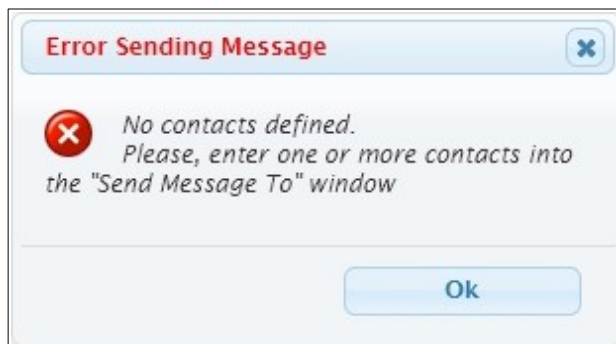 Error Sending Message
No contacts defined.
Please, enter one or more contacts into
the "Send Message To" window
Ok